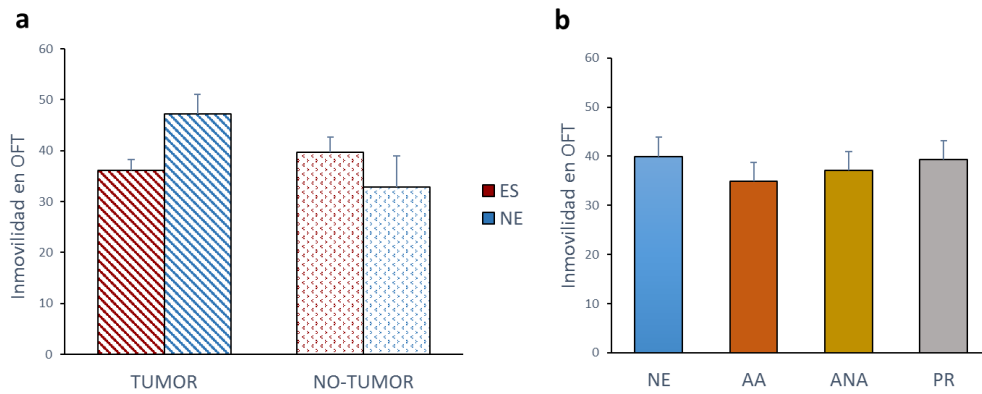 a
60
50
40
30
20
10
0
Inmovilidad en OFT
TUMOR
NO-TUMOR
ES
NE
b
60
50
40
30
20
10
0
Inmovilidad en OFT
NE
AA
ANA
PR